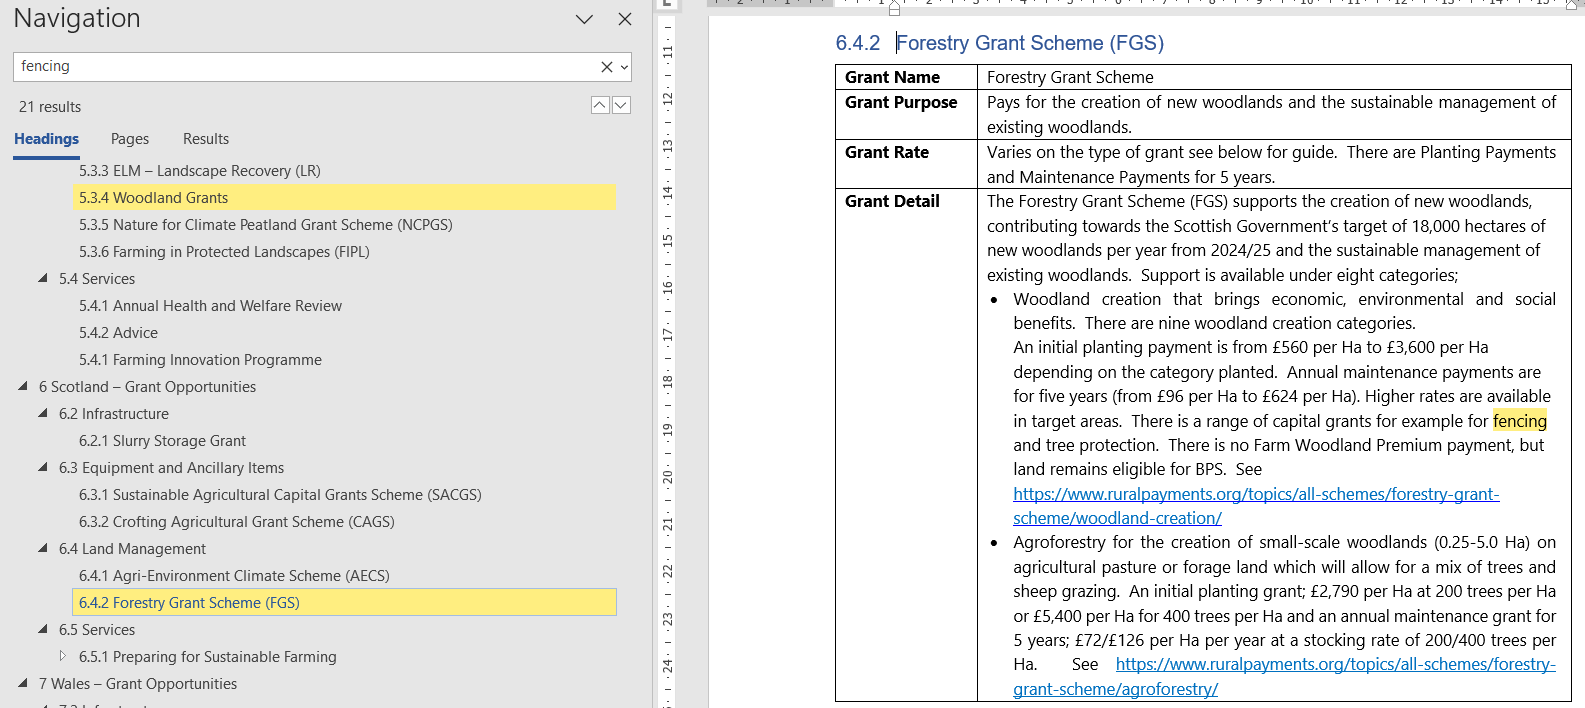 Navigation
fencing
21 results
Headings Pages Results
5.3.3 ELM – Landscape Recovery (LR)
5.3.4 Woodland Grants
5.3.5 Nature for Climate Peatland Grant Scheme (NCPGS)
5.3.6 Farming in Protected Landscapes (FIPL)
5.4 Services
5.4.1 Annual Health and Welfare Review
5.4.2 Advice
5.4.1 Farming Innovation Programme
6 Scotland – Grant Opportunities
6.2 Infrastructure
6.2.1 Slurry Storage Grant
6.3 Equipment and Ancillary Items
6.3.1 Sustainable Agricultural Capital Grants Scheme (SACGS)
6.3.2 Crofting Agricultural Grant Scheme (CAGS)
6.4 Land Management
6.4.1 Agri-Environment Climate Scheme (AECS)
6.4.2 Forestry Grant Scheme (FGS)
6.5 Services
6.5.1 Preparing for Sustainable Farming
7 Wales – Grant Opportunities
11
12
13
14
15
16
17
18
19
20
21
22
23
24
6.4.2 Forestry Grant Scheme (FGS)
Grant Name Forestry Grant Scheme
Grant Purpose Pays for the creation of new woodlands and the sustainable management of
existing woodlands.
Grant Rate Varies on the type of grant see below for guide. There are Planting Payments
and Maintenance Payments for 5 years.
Grant Detail The Forestry Grant Scheme (FGS) supports the creation of new woodlands,
contributing towards the Scottish Government's target of 18,000 hectares of
new woodlands per year from 2024/25 and the sustainable management of
existing woodlands. Support is available under eight categories;
• Woodland creation that brings economic, environmental and social
benefits. There are nine woodland creation categories.
An initial planting payment is from £560 per Ha to £3,600 per Ha
depending on the category planted. Annual maintenance payments are
for five years (from £96 per Ha to £624 per Ha). Higher rates are available
in target areas. There is a range of capital grants for example for fencing
and tree protection. There is no Farm Woodland Premium payment, but
land remains eligible for BPS. See
https://www.ruralpayments.org/topics/all-schemes/forestry-grant-
scheme/woodland-creation/
• Agroforestry for the creation of small-scale woodlands (0.25-5.0 Ha) on
agricultural pasture or forage land which will allow for a mix of trees and
sheep grazing. An initial planting grant; £2,790 per Ha at 200 trees per Ha
or £5,400 per Ha for 400 trees per Ha and an annual maintenance grant for
5 years; £72/£126 per Ha per year at a stocking rate of 200/400 trees per
Ha. See https://www.ruralpayments.org/topics/all-schemes/forestry-
grant-scheme/agroforestry/